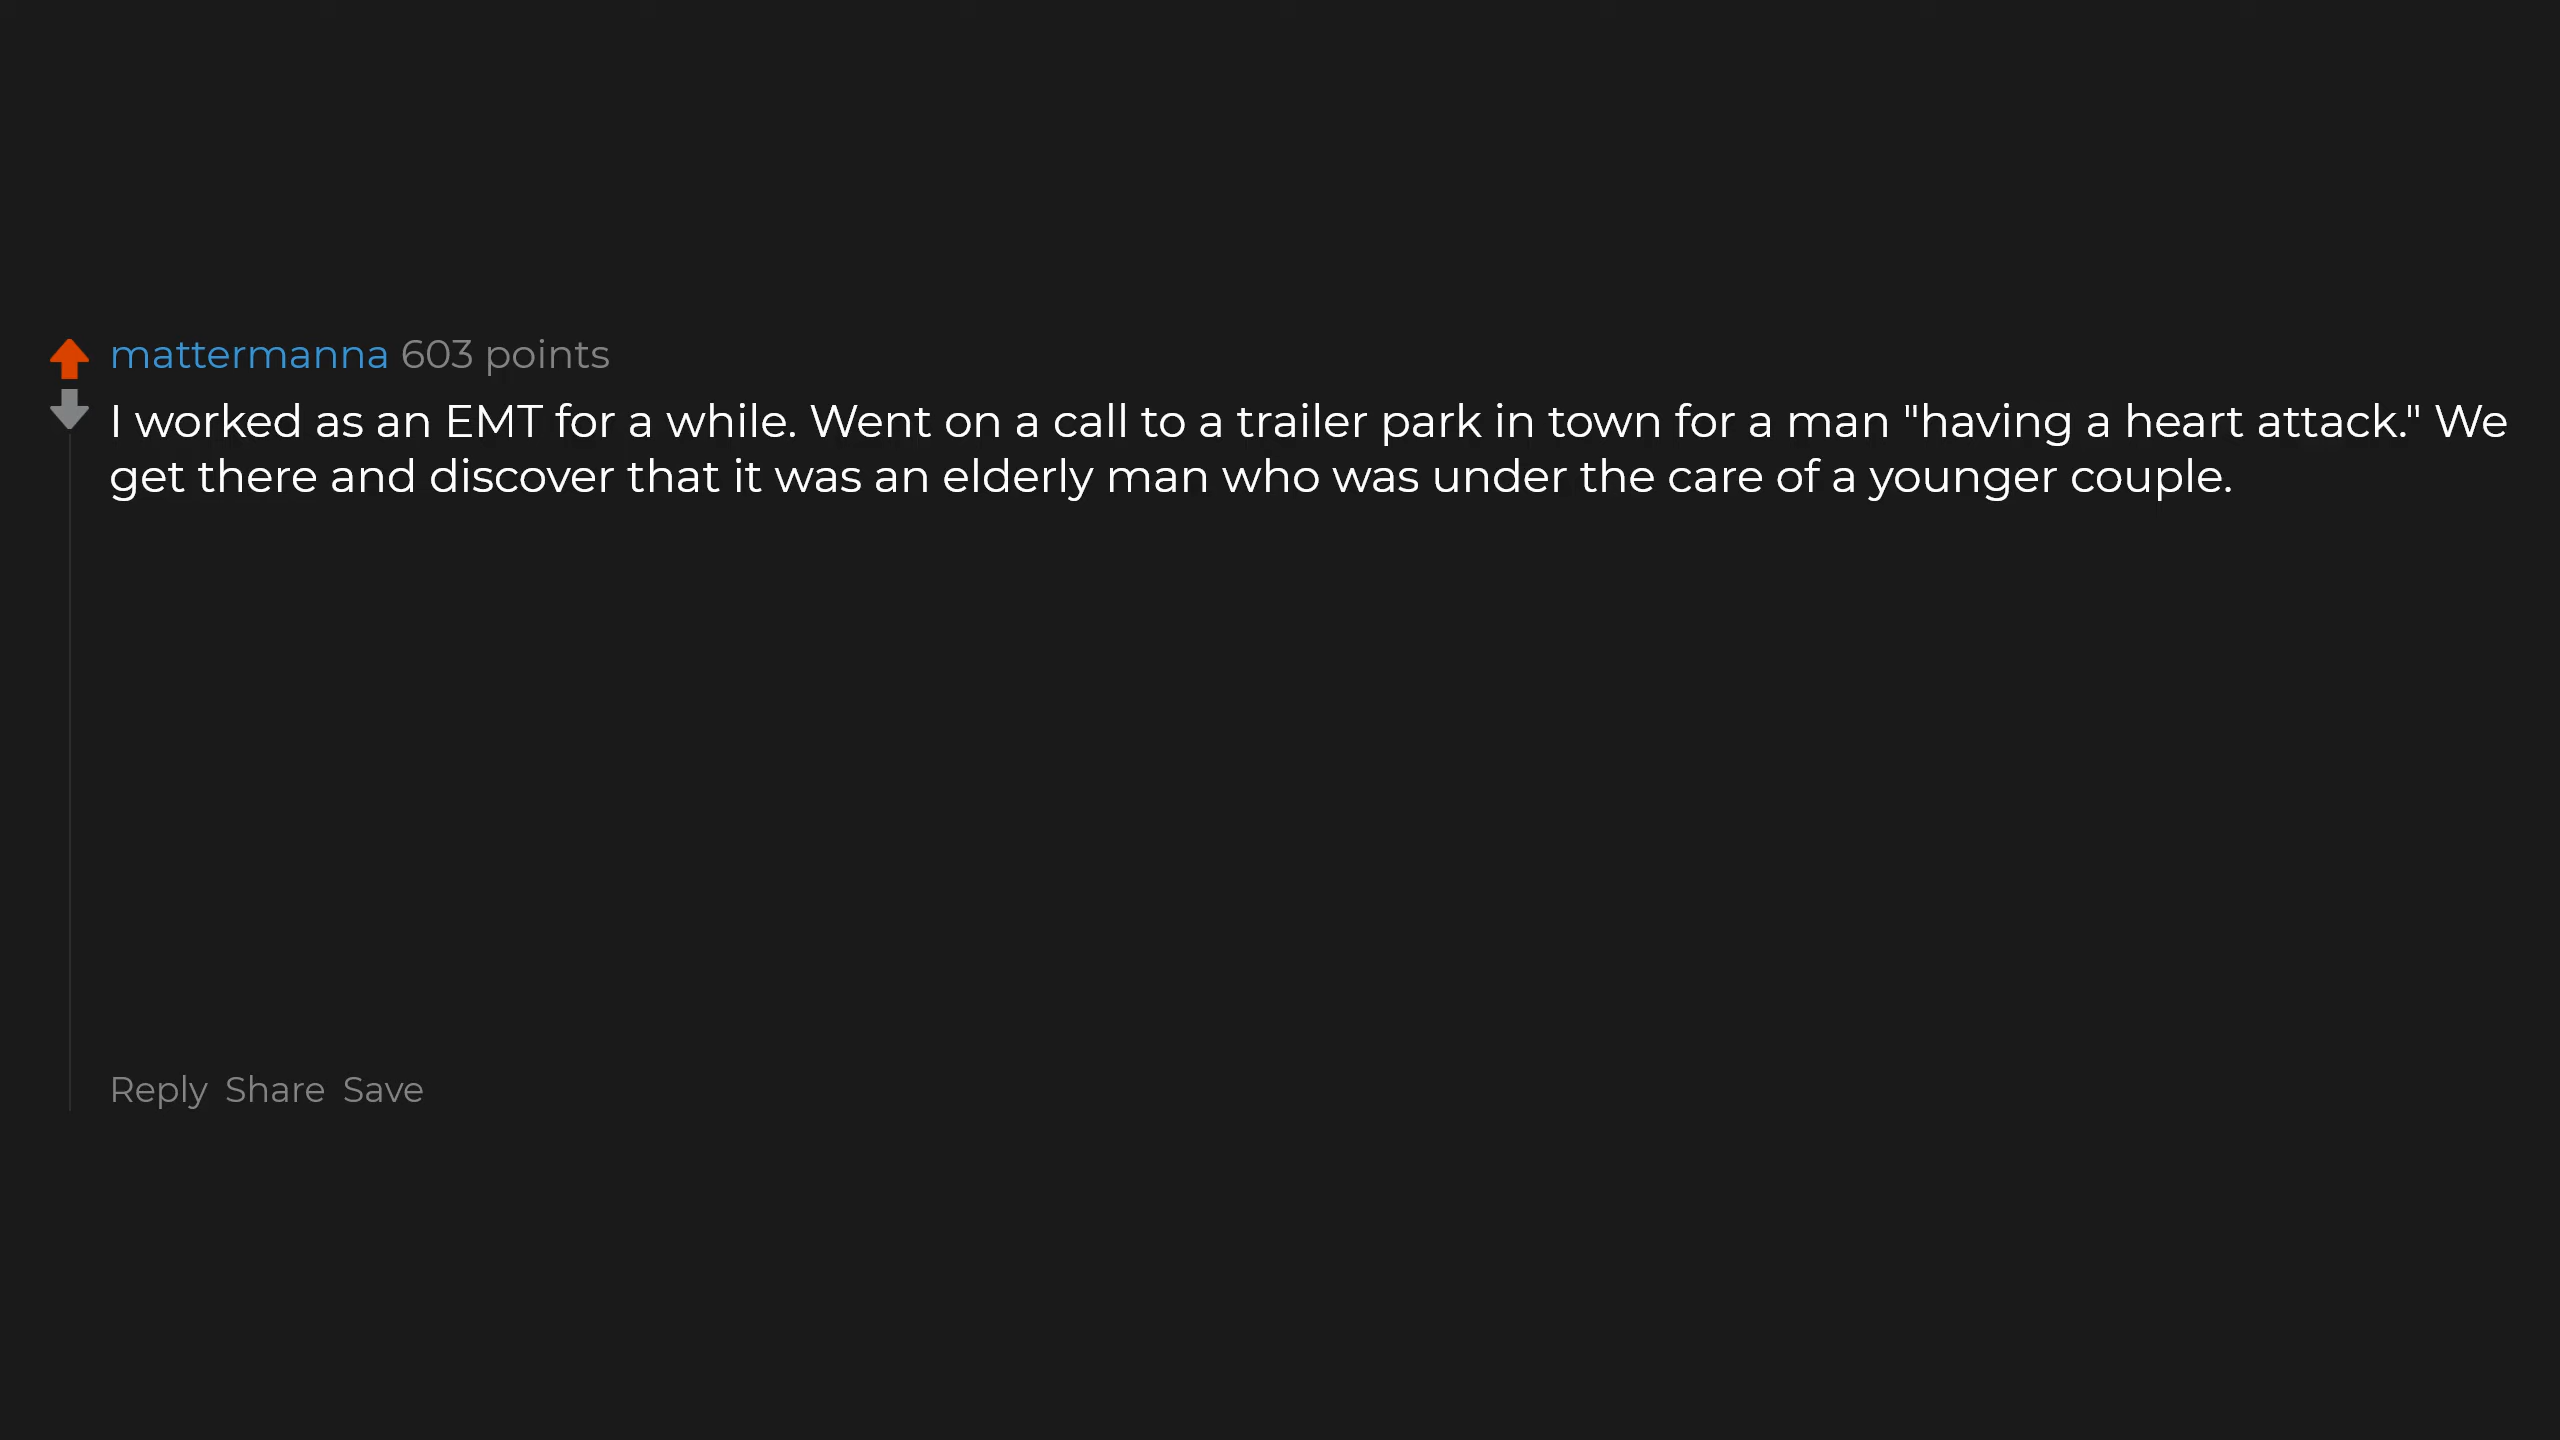 mattermanna 603 points
I worked as an EMT for a while. Went on a call to a trailer park in town for a man "having a heart attack." We
get there and discover that it was an elderly man who was under the care of a younger couple.
Reply Share Save